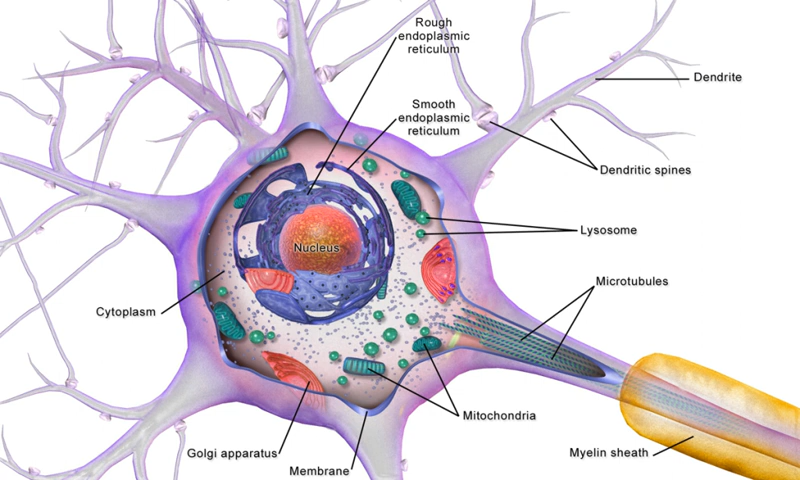 Rough
endoplasmic
reticulum
Dendrite
Smooth
endoplasmic
reticulum
Dendritic spines
Lysosome
Nucleus
Microtubules
Cytoplasm
Mitochondria
Golgi apparatus
Myelin sheath
Membrane